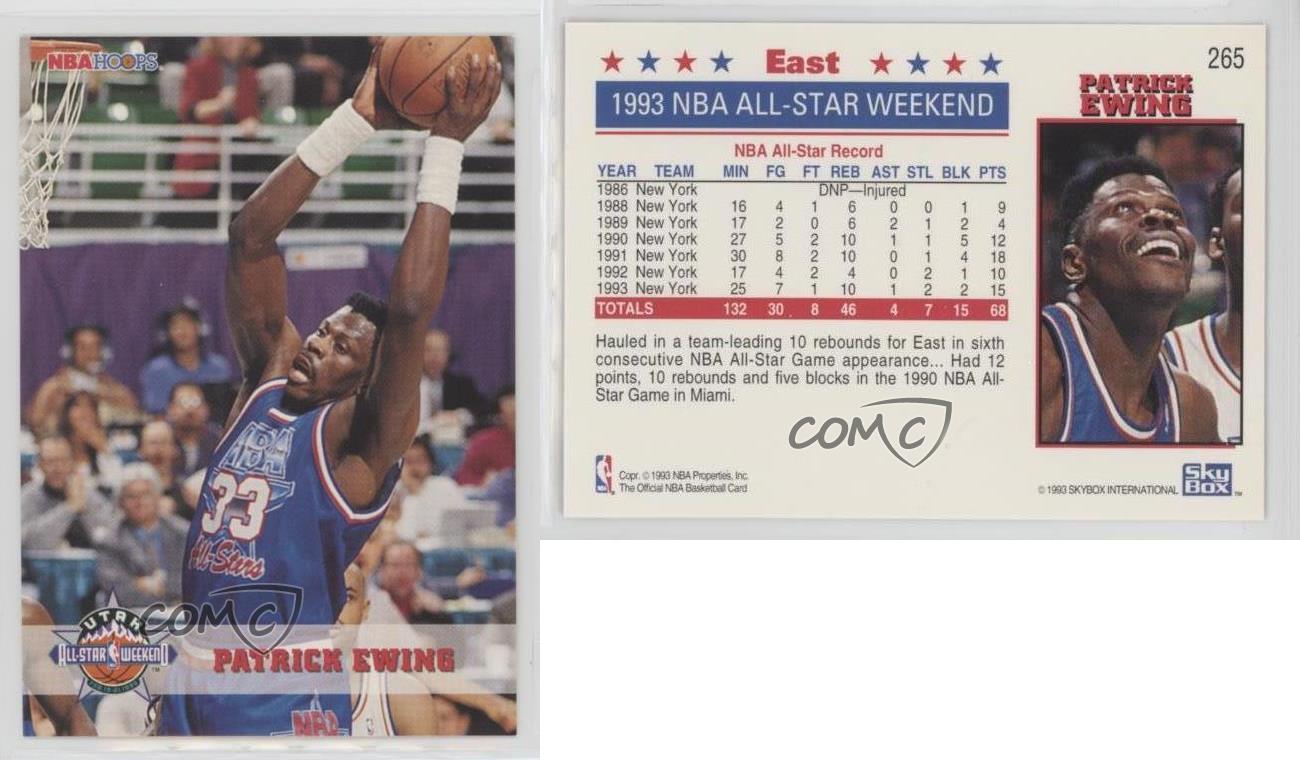 NBA HOOPS
NBA
33
All-Stars
COMC
UTAH
ALL-STAR WEEKEND
PATRICK EWING
NBA
265
East
1993 NBA ALL-STAR WEEKEND
PATRICK
EWING
NBA All-Star Record
YEAR TEAM MIN FG FT REB AST STL BLK PTS
1986 New York DNP—Injured
1988 New York 16 4 1 6 0 0 1 9
1989 New York 17 2 0 6 2 1 2 4
1990 New York 27 5 2 10 1 1 5 12
1991 New York 30 8 2 10 0 1 4 18
1992 New York 17 4 2 4 0 2 1 10
1993 New York 25 7 1 10 1 2 2 15
TOTALS 132 30 8 46 4 7 15 68
Hauled in a team-leading 10 rebounds for East in sixth
consecutive NBA All-Star Game appearance... Had 12
points, 10 rebounds and five blocks in the 1990 NBA All-
Star Game in Miami.
COMC
NBA
Copr. © 1993 NBA Properties, Inc.
The Official NBA Basketball Card
© 1993 SKYBOX INTERNATIONAL
Sky
Box TM